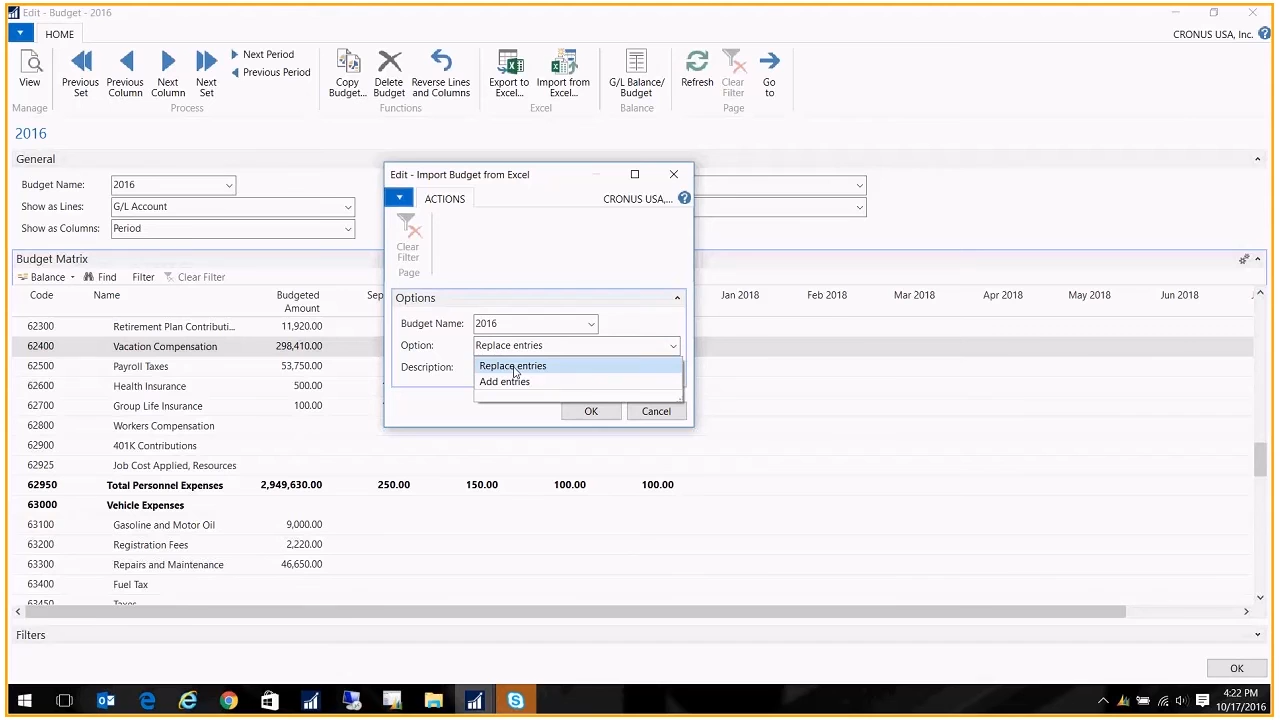 Edit - Budget - 2016
HOME
CRONUS USA, Inc.
View
Previous Set
Previous Column
Next Column
Next Set
Next Period
Previous Period
Copy Budget...
Delete Budget
Reverse Lines and Columns
Export to Excel...
Import from Excel...
G/L Balance/ Budget
Refresh
Clear Filter
Go to
Manage
Process
Functions
Excel
Balance
Page
2016
General
Budget Name: 2016
Show as Lines: G/L Account
Show as Columns: Period
Edit - Import Budget from Excel
ACTIONS
CRONUS USA,...
Clear Filter
Page
Options
Budget Name: 2016
Option: Replace entries
Description:
Replace entries
Add entries
OK Cancel
Budget Matrix
Balance Find Filter Clear Filter
Code Name Budgeted Amount Sep Jan 2018 Feb 2018 Mar 2018 Apr 2018 May 2018 Jun 2018
62300 Retirement Plan Contributi... 11,920.00
62400 Vacation Compensation 298,410.00
62500 Payroll Taxes 53,750.00
62600 Health Insurance 500.00
62700 Group Life Insurance 100.00
62800 Workers Compensation
62900 401K Contributions
62925 Job Cost Applied, Resources
62950 Total Personnel Expenses 2,949,630.00 250.00 150.00 100.00 100.00
63000 Vehicle Expenses
63100 Gasoline and Motor Oil 9,000.00
63200 Registration Fees 2,220.00
63300 Repairs and Maintenance 46,650.00
63400 Fuel Tax
63450 Taxes
Filters
OK
4:22 PM
10/17/2016